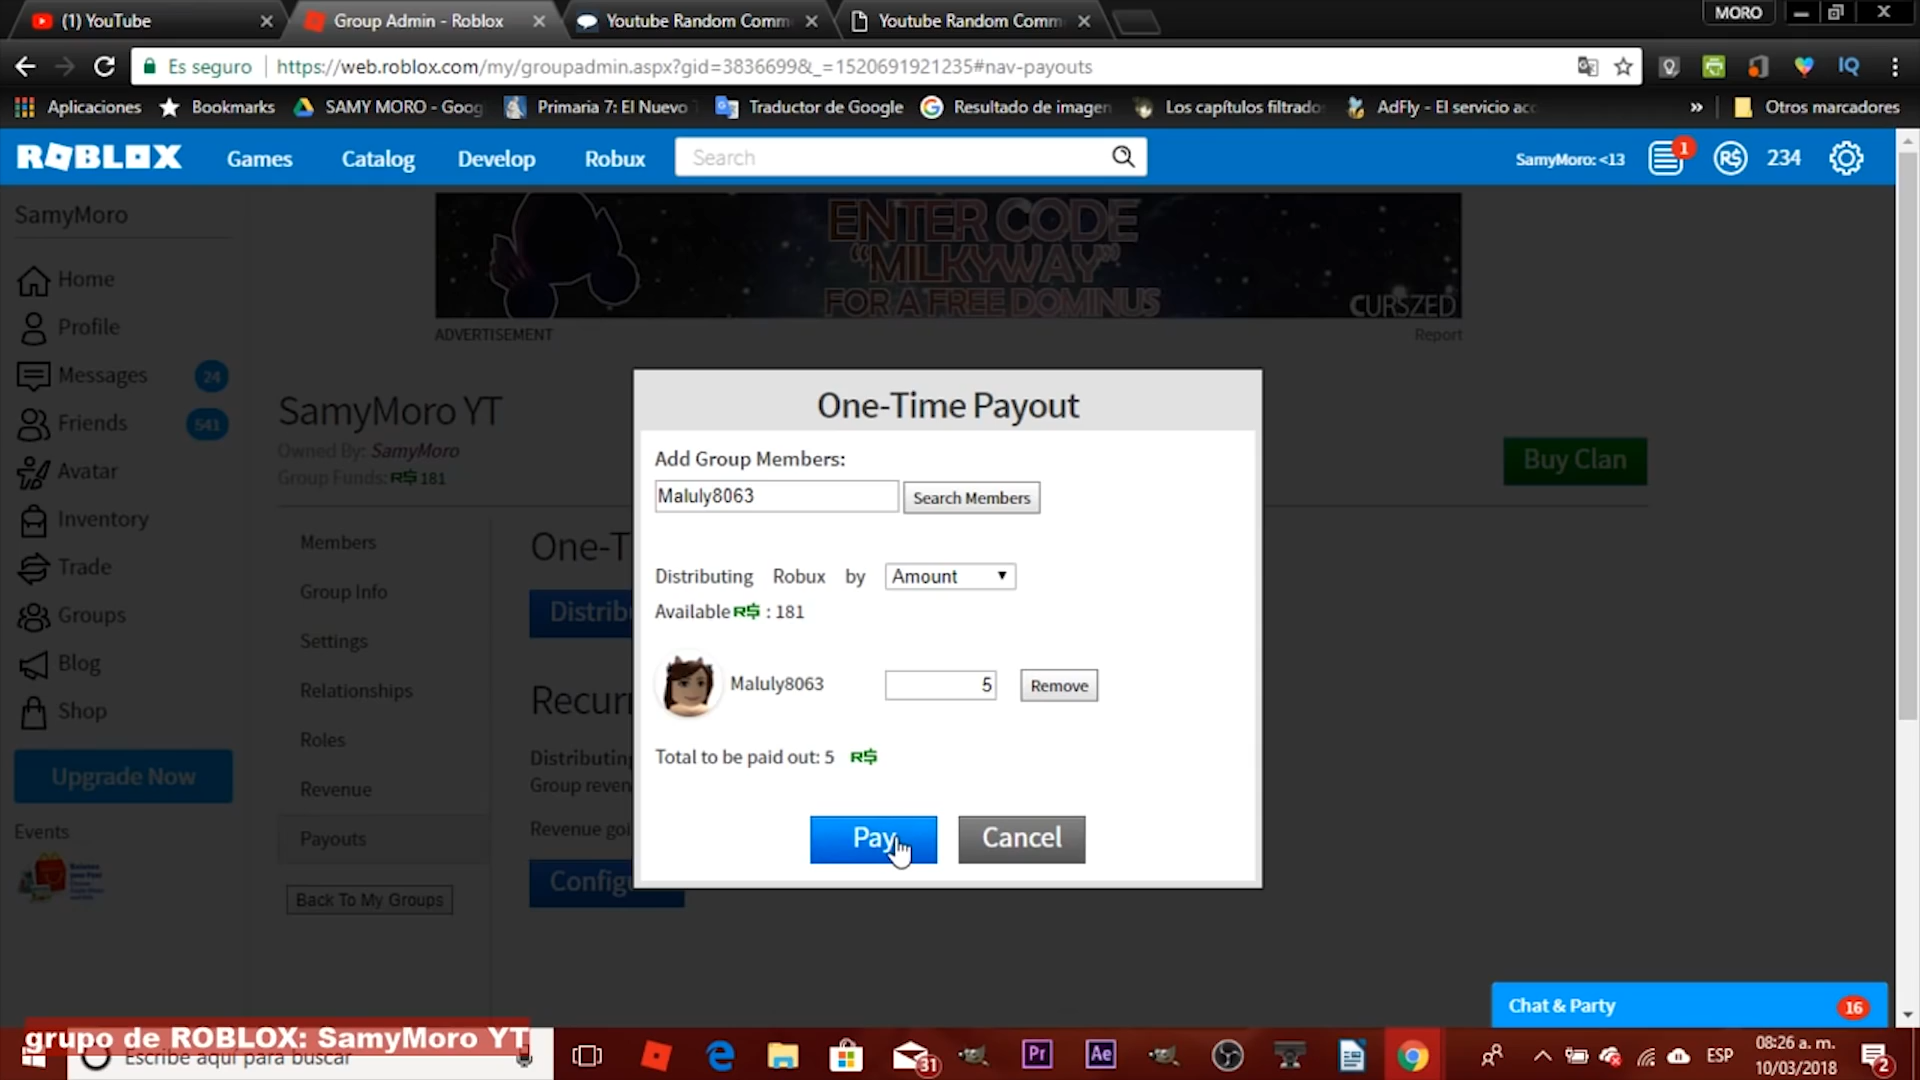 (1) YouTube
Group Admin - Roblox
Youtube Random Comm
Youtube Random Comm
MORO
Es seguro
https://web.roblox.com/my/groupadmin.aspx?gid=3836699&_=1520691921235#nav-payouts
IQ
Aplicaciones
Bookmarks
SAMY MORO - Goog
Primaria 7: El Nuevo
Traductor de Google
Resultado de imagen
Los capítulos filtrado
AdFly - El servicio acc
»
Otros marcadores
ROBLOX
Games
Catalog
Develop
Robux
Search
SamyMoro: <13
1
R$
234
SamyMoro
Home
Profile
Messages
24
Friends
541
Avatar
Inventory
Trade
Groups
Blog
Shop
Upgrade Now
Events
ENTER CODE
"MILKYWAY"
FOR A FREE DOMINUS
CURSZED
ADVERTISEMENT
Report
SamyMoro YT
Owned By: SamyMoro
Group Funds: R$ 181
Buy Clan
Members
Group Info
Settings
Relationships
Roles
Revenue
Payouts
Back To My Groups
One-T
Distrib
Recurr
Distributing
Group reven
Revenue goi
Configu
One-Time Payout
Add Group Members:
Maluly8063
Search Members
Distributing Robux by
Amount
Available R$ : 181
Maluly8063
5
Remove
Total to be paid out: 5 R$
Pay
Cancel
Chat & Party
16
grupo de ROBLOX: SamyMoro YT
Escribe aquí para buscar
31
Pr
Ae
ESP
08:26 a. m.
10/03/2018
2